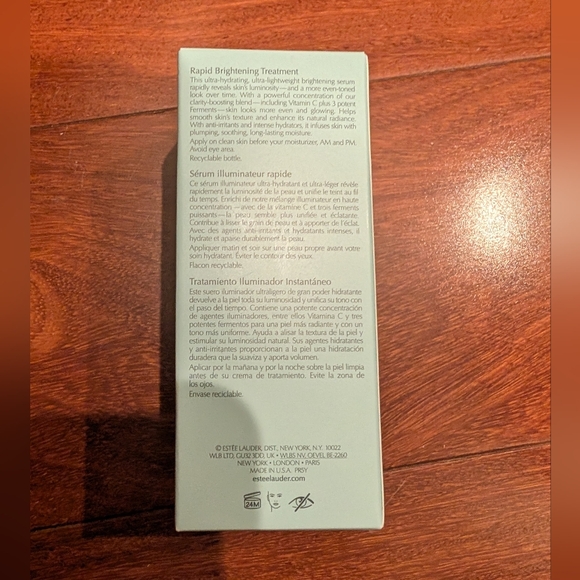 Rapid Brightening Treatment
This ultra-hydrating, ultra-lightweight brightening serum
rapidly reveals skin's luminosity—and a more even-toned
look over time. With a powerful concentration of our
clarity-boosting blend—including Vitamin C plus 3 potent
Ferments—skin looks more even and glowing. Helps
smooth skin's texture and enhance its natural radiance.
With anti-irritants and intense hydrators, it infuses skin with
plumping, soothing, long-lasting moisture.
Apply on clean skin before your moisturizer, AM and PM.
Avoid eye area.
Recyclable bottle.
Sérum illuminateur rapide
Ce sérum illuminateur ultra hydratant et ultra-léger révèle
rapidement la luminosité de la peau et unifie le teint au fil
du temps. Enrichi de notre mélange illuminateur en haute
concentration—avec de la vitamine C et trois ferments
puissants—la peau semble plus unifiée et éclatante.
Contribue à lisser le grain de peau et à apporter de l'éclat.
Avec des agents anti-irritants et hydratants intenses, il
hydrate et apaise durablement la peau.
Appliquer matin et soir sur une peau propre avant votre
soin hydratant. Éviter le contour des yeux.
Flacon recyclable.
Tratamiento Iluminador Instantáneo
Este suero iluminador ultraligero de gran poder hidratante
devuelve a la piel toda su luminosidad y unifica su tono con
el paso del tiempo. Contiene una potente concentración
de agentes iluminadores, entre ellos Vitamina C y tres
potentes fermentos para una piel más radiante y con un
tono más uniforme. Ayuda a alisar la textura de la piel y
estimular su luminosidad natural. Sus agentes hidratantes
y anti-irritantes proporcionan a la piel una hidratación
duradera que la suaviza y aporta volumen.
Aplicar por la mañana y por la noche sobre la piel limpia
antes de su crema de tratamiento. Evite la zona de
los ojos.
Envase reciclable.
© ESTĒE LAUDER, DIST., NEW YORK, N.Y. 10022
WLB LTD, GU32 3DD, UK • WLBS NV, OEVEL BE-2260
NEW YORK • LONDON • PARIS
MADE IN U.S.A. PRSY
esteelauder.com
24M